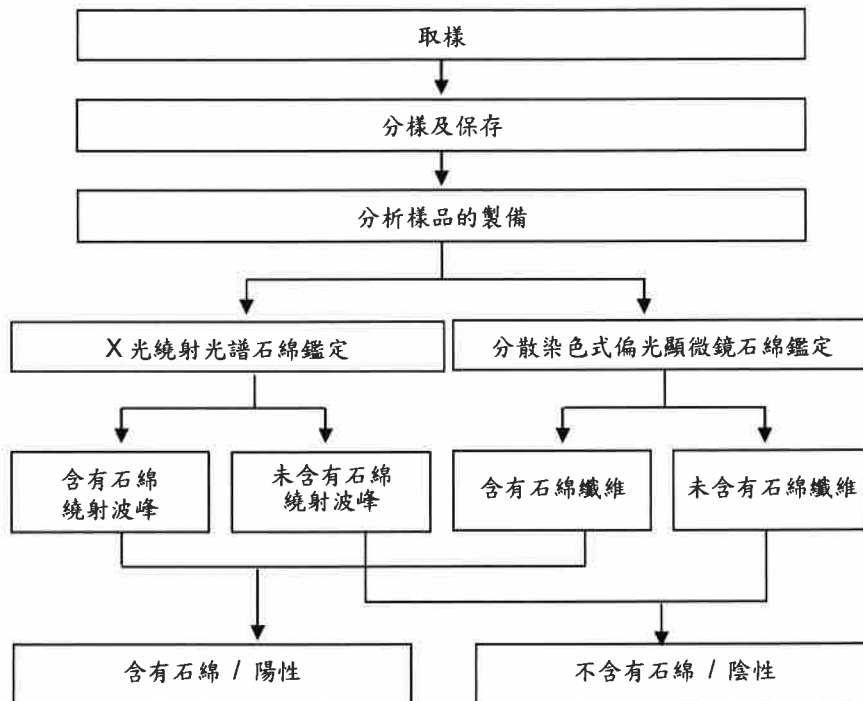 取樣
分樣及保存
分析樣品的製備
X 光繞射光譜石綿鑑定
分散染色式偏光顯微鏡石綿鑑定
含有石綿
繞射波峰
未含有石綿
繞射波峰
含有石綿纖維
未含有石綿纖維
含有石綿 / 陽性
不含有石綿 / 陰性